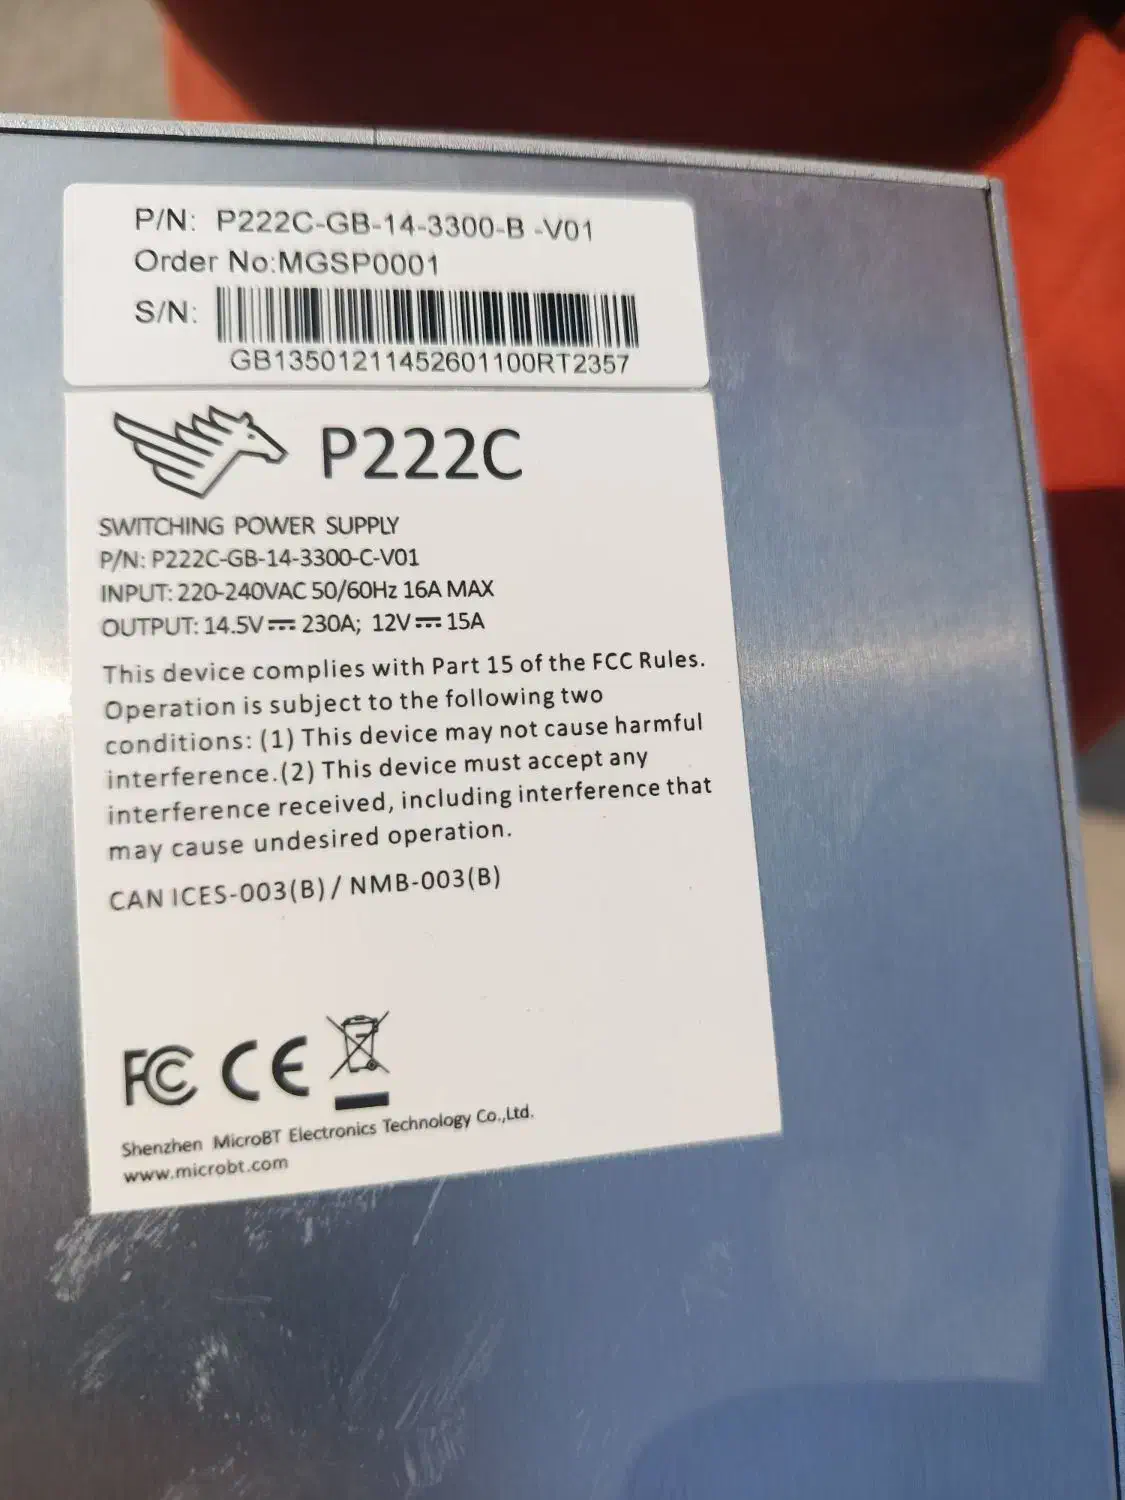 P/N: P222C-GB-14-3300-B -V01
Order No:MGSP0001
S/N:
GB13501211452601100RT2357
P222C
SWITCHING POWER SUPPLY
P/N: P222C-GB-14-3300-C-V01
INPUT: 220-240VAC 50/60Hz 16A MAX
OUTPUT: 14.5V⎓ 230A; 12V⎓ 15A
This device complies with Part 15 of the FCC Rules.
Operation is subject to the following two
conditions: (1) This device may not cause harmful
interference.(2) This device must accept any
interference received, including interference that
may cause undesired operation.
CAN ICES-003(B) / NMB-003(B)
FC CE
Shenzhen MicroBT Electronics Technology Co.,Ltd.
www.microbt.com